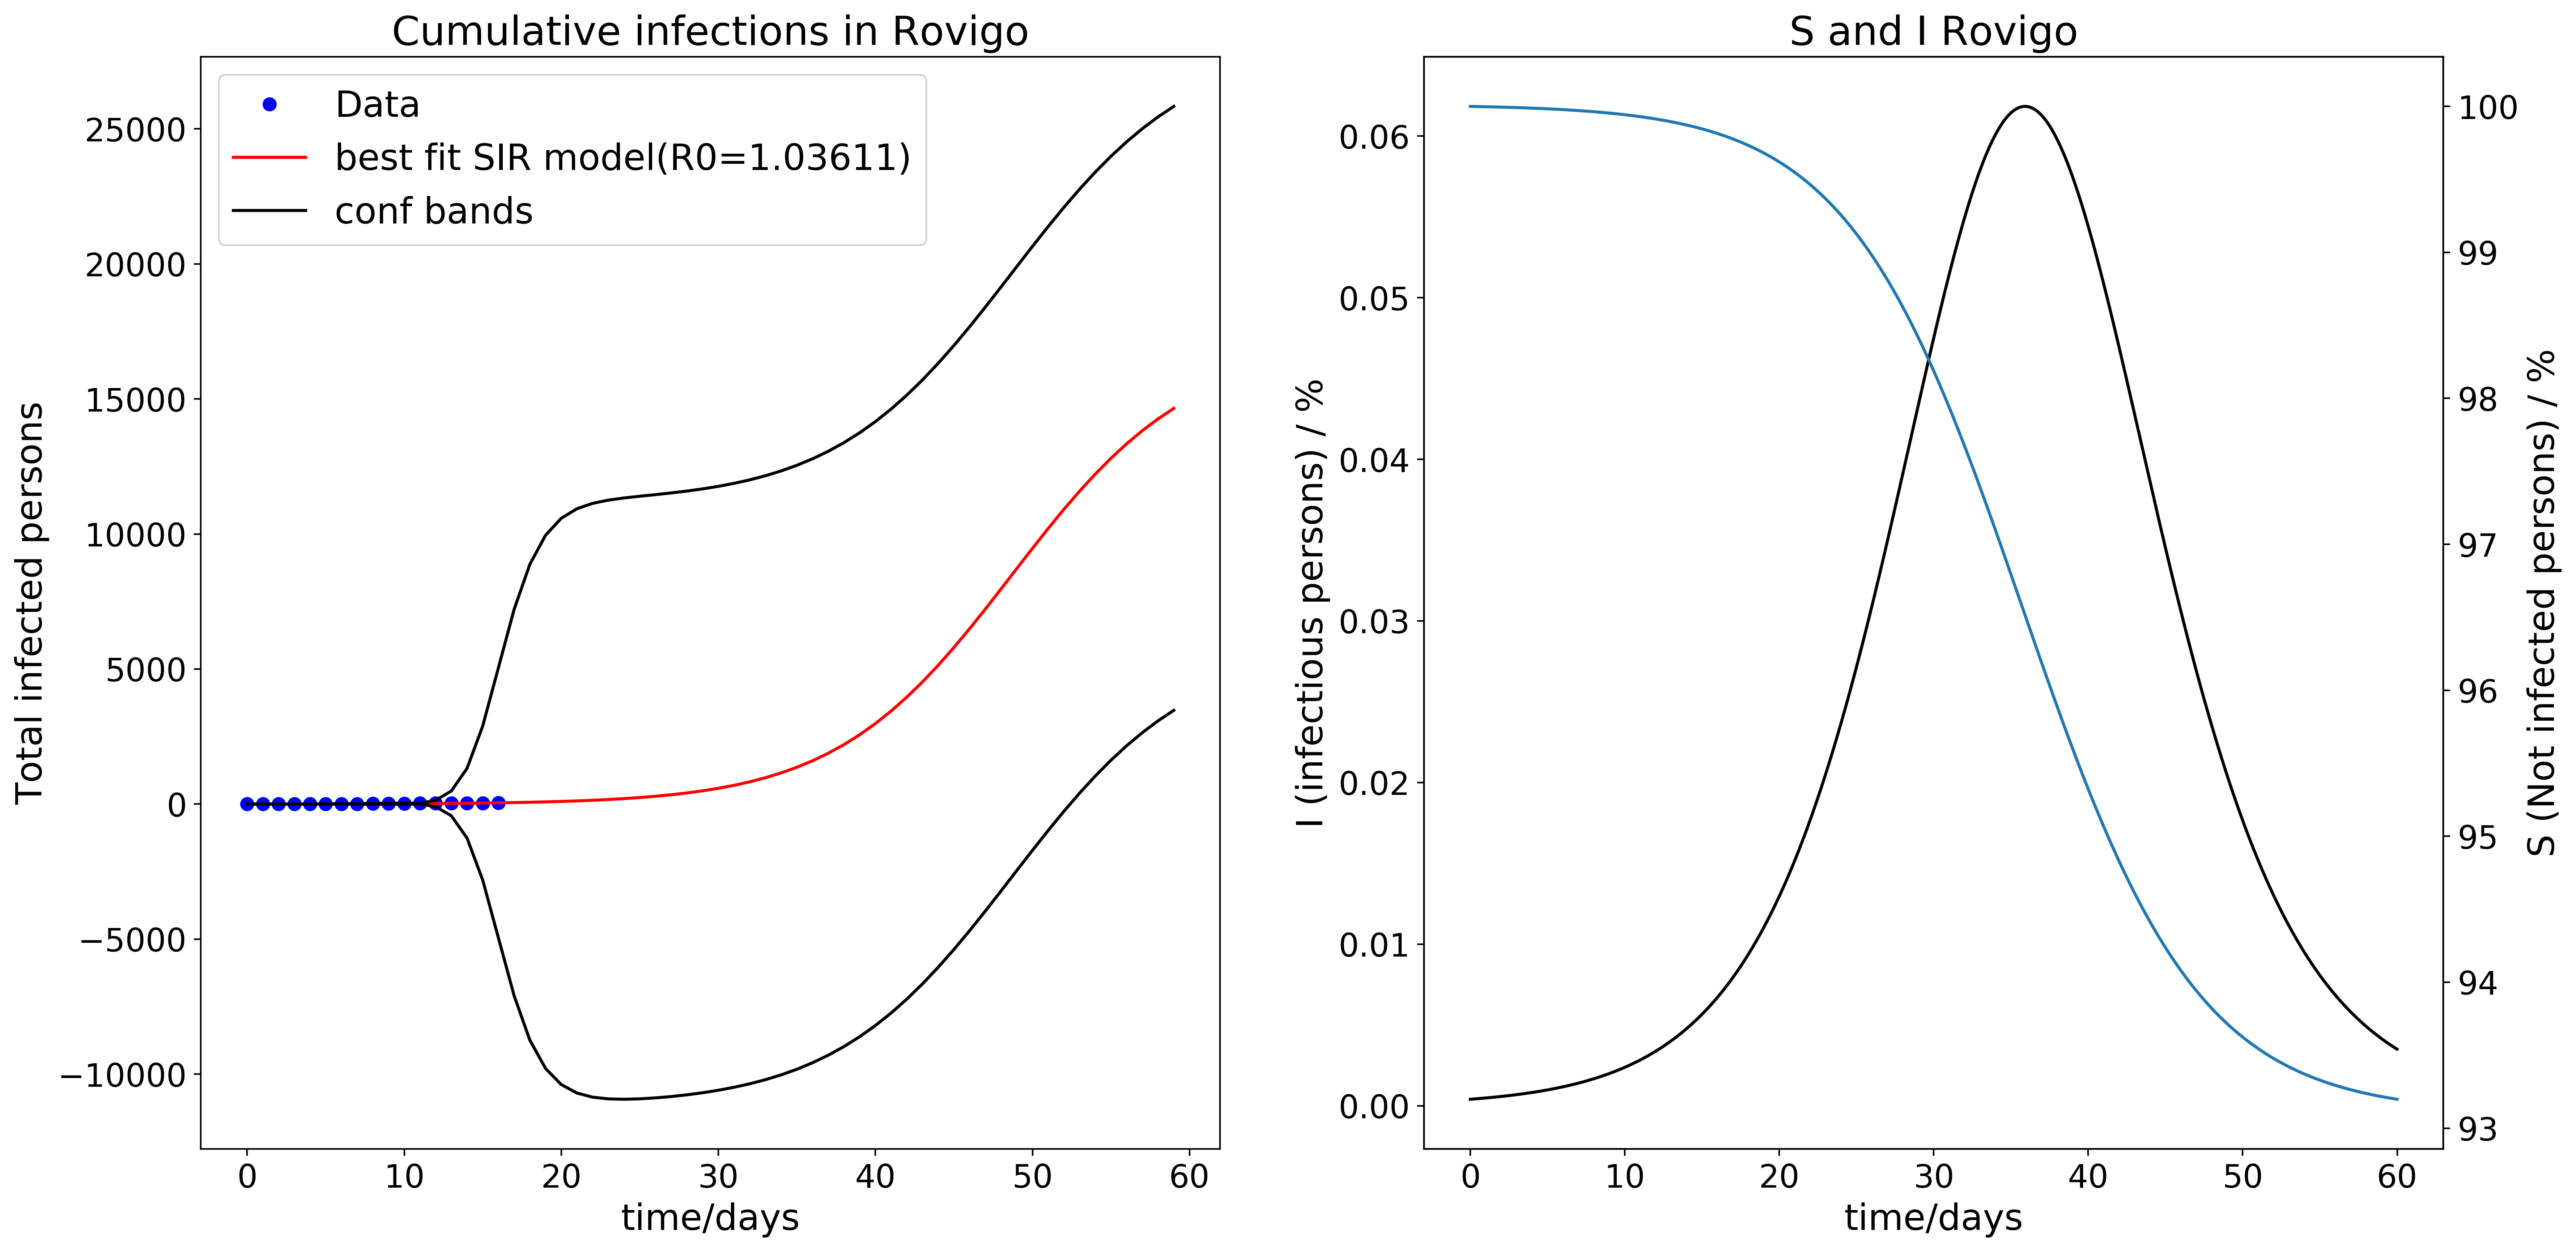 Cumulative infections in Rovigo
Data
best fit SIR model(R0=1.03611)
conf bands
Total infected persons
25000
20000
15000
10000
5000
0
−5000
−10000
0 10 20 30 40 50 60
time/days
S and I Rovigo
I (infectious persons) / %
0.06
0.05
0.04
0.03
0.02
0.01
0.00
0 10 20 30 40 50 60
time/days
100
99
98
97
96
95
94
93
S (Not infected persons) / %